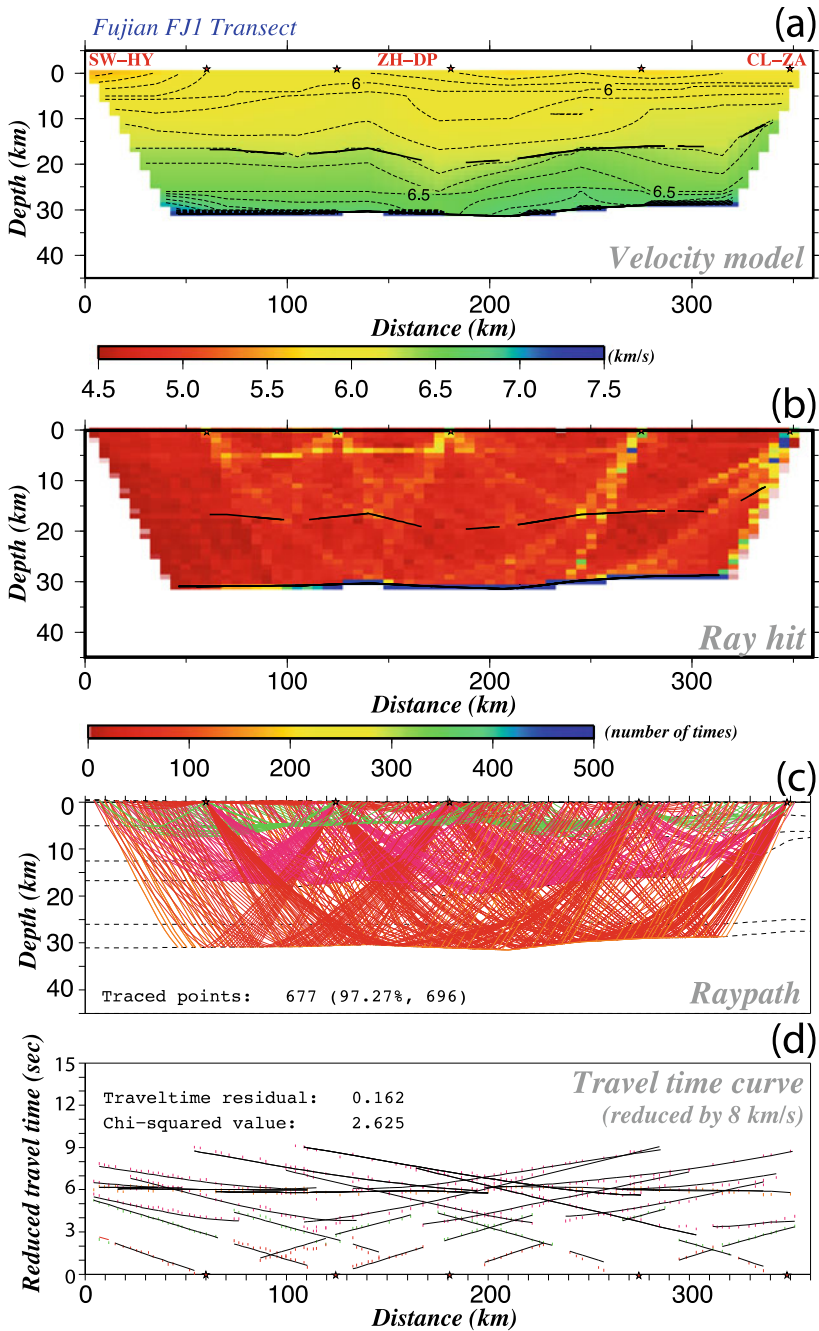 Fujian FJ1 Transect
(a)
SW–HY ZH–DP CL–ZA
0
10
20
30
40
Depth (km)
6 6
6.5 6.5
Velocity model
0 100 200 300
Distance (km)
(km/s)
4.5 5.0 5.5 6.0 6.5 7.0 7.5
(b)
0
10
20
30
40
Depth (km)
Ray hit
0 100 200 300
Distance (km)
(number of times)
0 100 200 300 400 500
(c)
0
10
20
30
40
Depth (km)
Traced points: 677 (97.27%, 696)
Raypath
(d)
15
12
9
6
3
0
Reduced travel time (sec)
Travel time curve
(reduced by 8 km/s)
Traveltime residual: 0.162
Chi-squared value: 2.625
0 100 200 300
Distance (km)